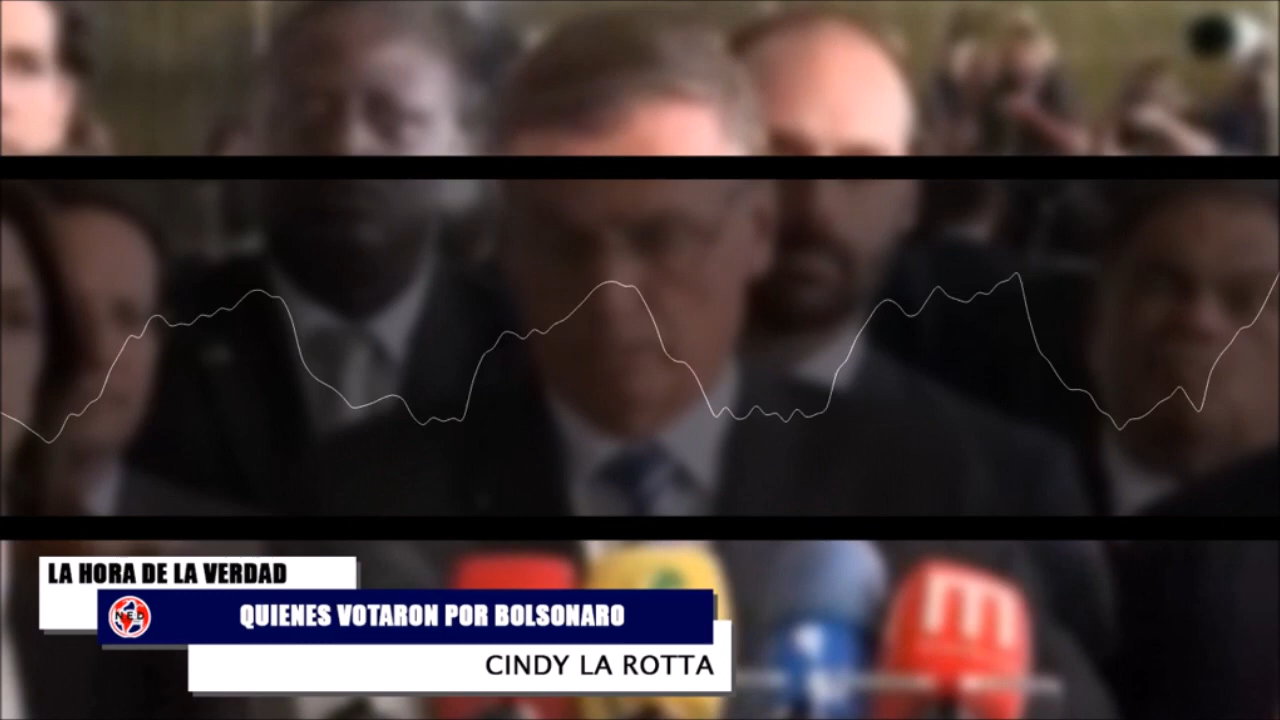 LA HORA DE LA VERDAD
QUIENES VOTARON POR BOLSONARO
CINDY LA ROTTA